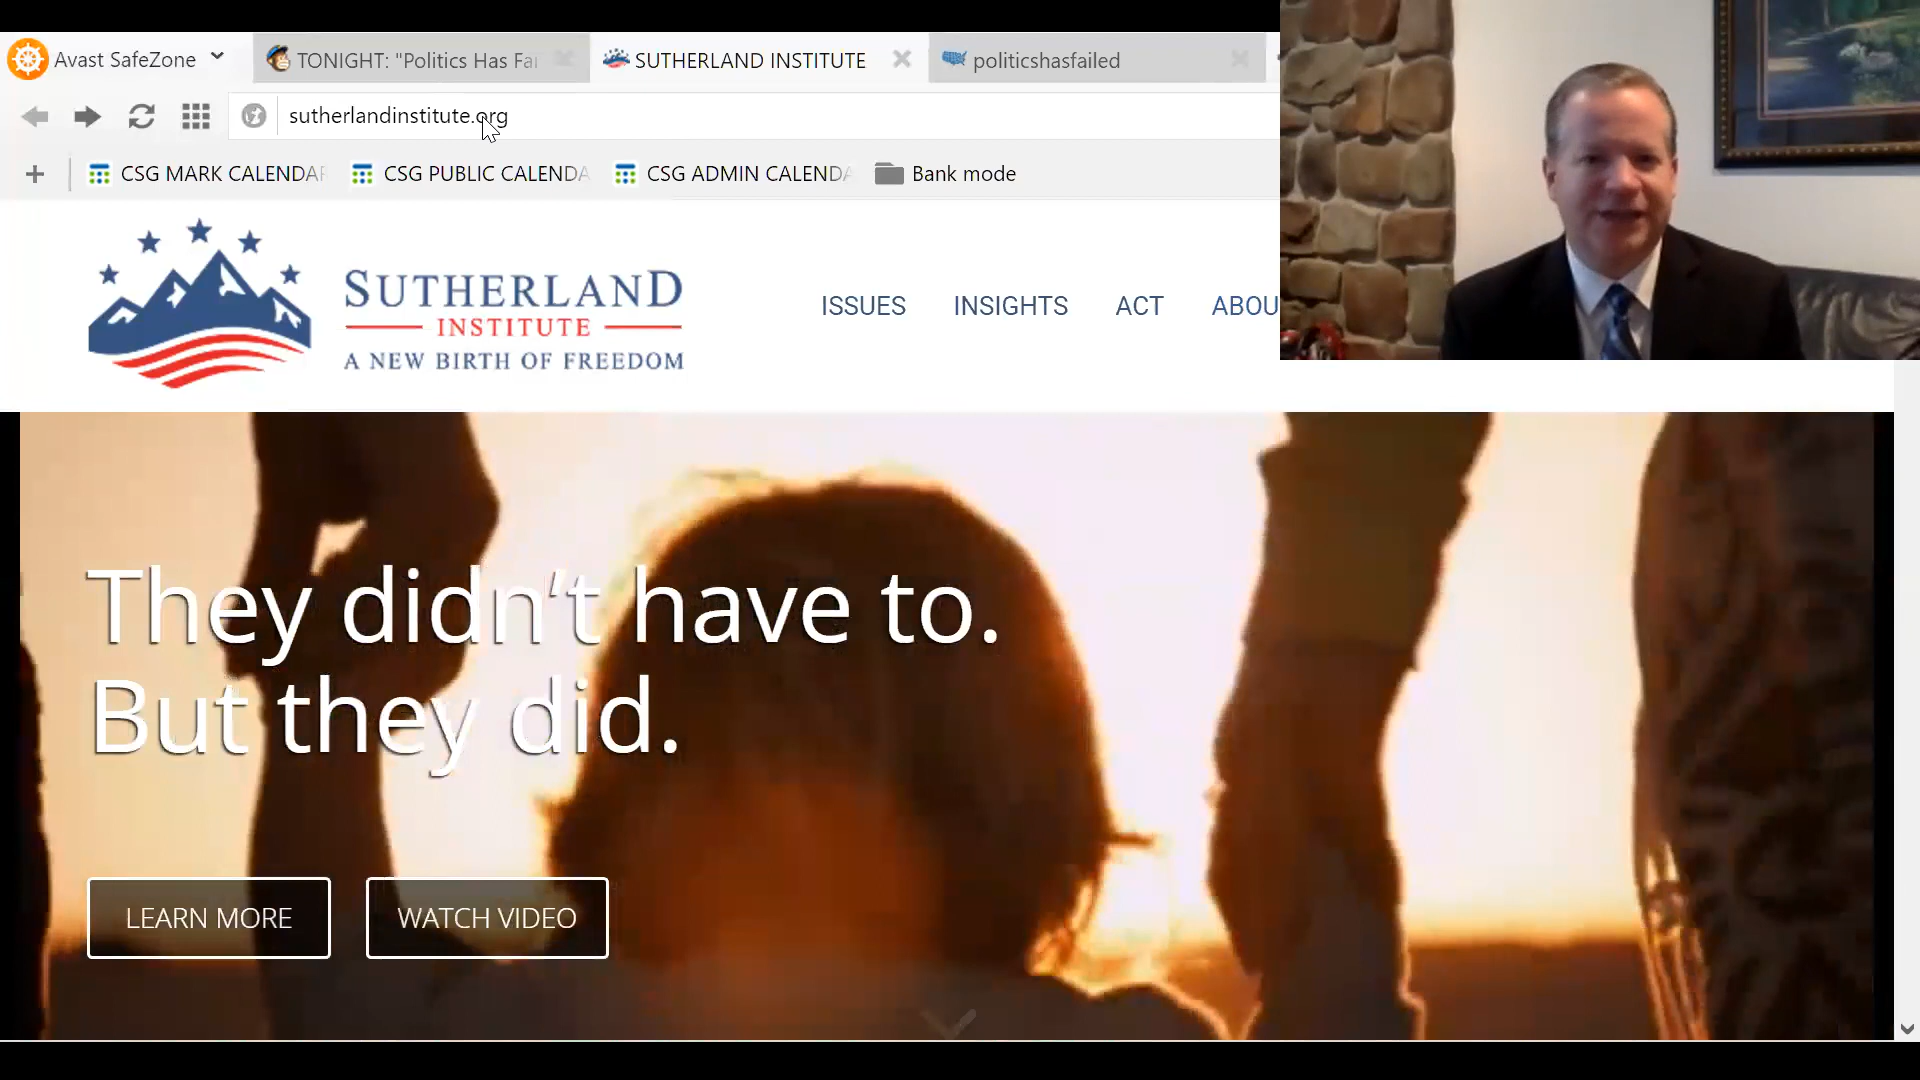 Avast SafeZone
TONIGHT: "Politics Has Fai
SUTHERLAND INSTITUTE
politicshasfailed
sutherlandinstitute.org
CSG MARK CALENDAR
CSG PUBLIC CALENDA
CSG ADMIN CALENDA
Bank mode
SUTHERLAND
INSTITUTE
A NEW BIRTH OF FREEDOM
ISSUES
INSIGHTS
ACT
ABOU
They didn't have to.
But they did.
LEARN MORE
WATCH VIDEO